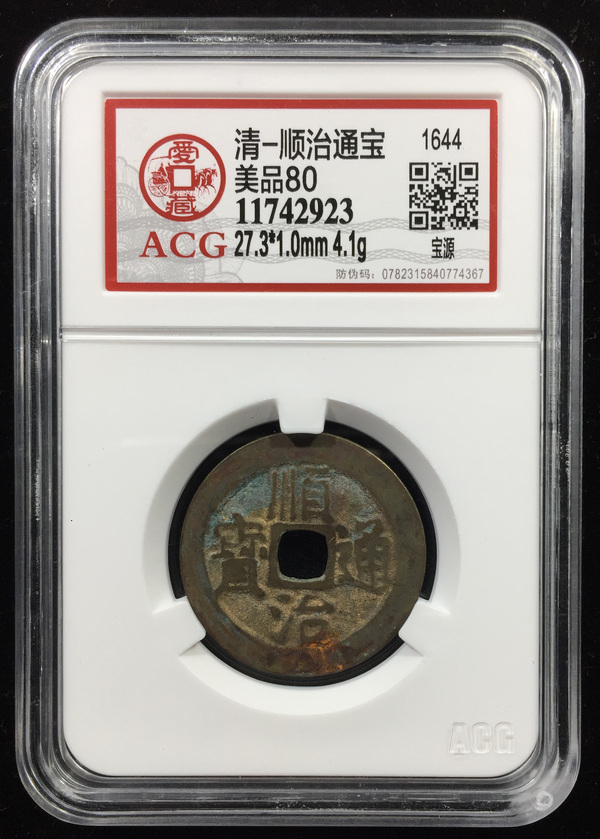 愛藏
ACG
清-顺治通宝
1644
美品80
11742923
27.3*1.0mm 4.1g
宝源
防伪码：0782315840774367
順治通寳
ACG